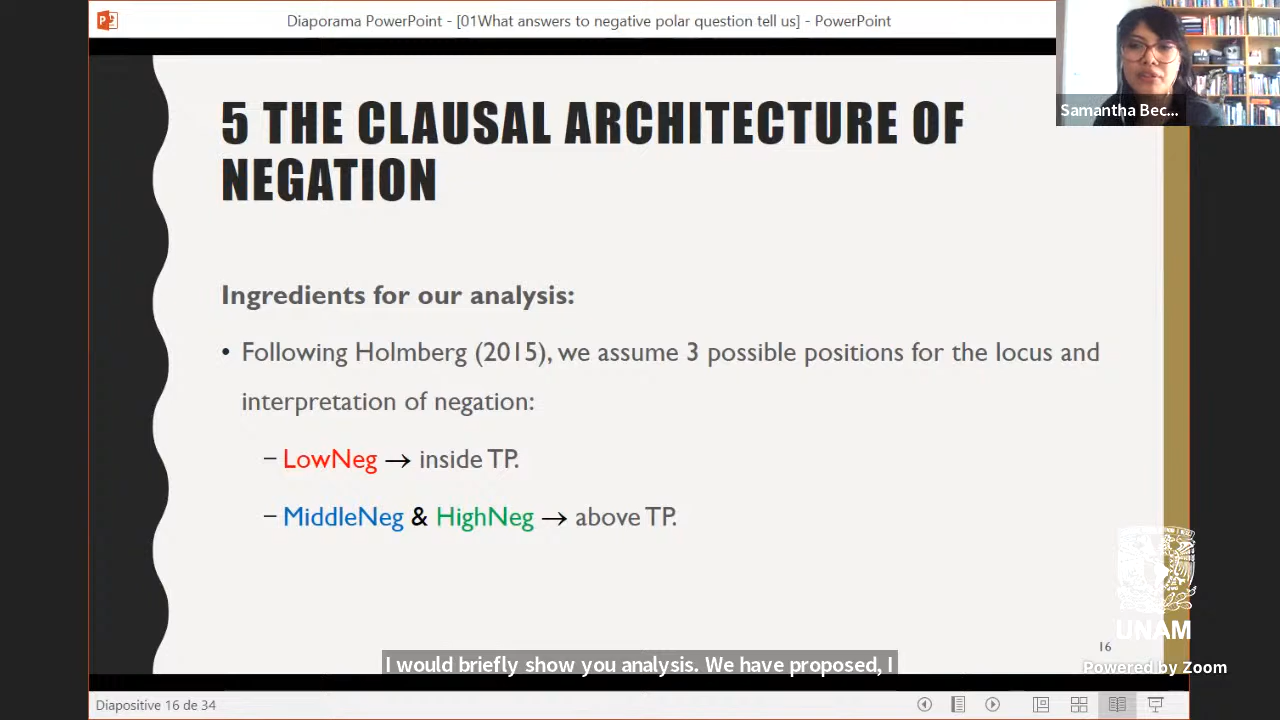 Diaporama PowerPoint - [01What answers to negative polar question tell us] - PowerPoint
Samantha Bec...
5 THE CLAUSAL ARCHITECTURE OF
NEGATION
Ingredients for our analysis:
• Following Holmberg (2015), we assume 3 possible positions for the locus and
interpretation of negation:
– LowNeg → inside TP.
– MiddleNeg & HighNeg → above TP.
UNAM
16
I would briefly show you analysis. We have proposed, I
Powered by Zoom
Diapositive 16 de 34